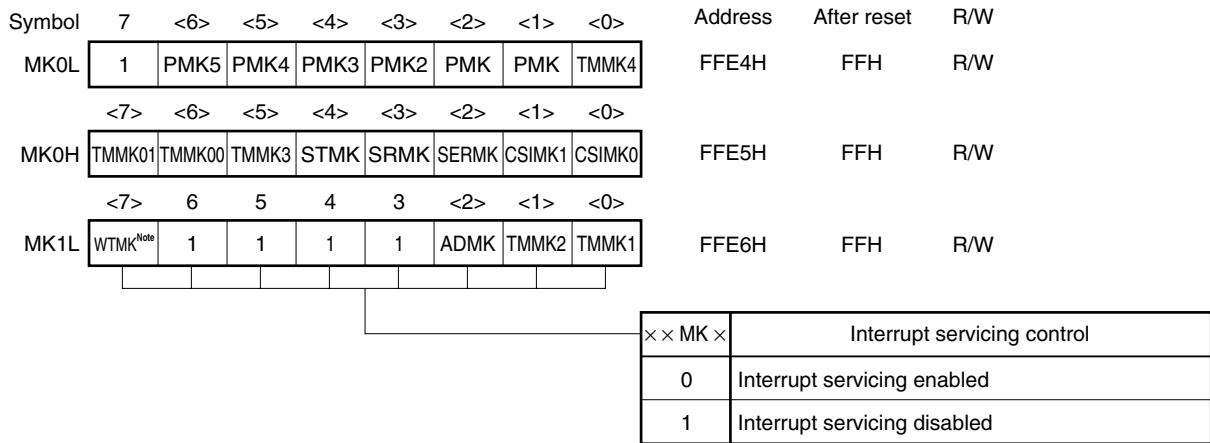 Symbol 7 <6> <5> <4> <3> <2> <1> <0> Address After reset R/W
MK0L 1 PMK5 PMK4 PMK3 PMK2 PMK PMK TMMK4 FFE4H FFH R/W
<7> <6> <5> <4> <3> <2> <1> <0>
MK0H TMMK01 TMMK00 TMMK3 STMK SRMK SERMK CSIMK1 CSIMK0 FFE5H FFH R/W
<7> 6 5 4 3 <2> <1> <0>
MK1L WTMK Note 1 1 1 1 ADMK TMMK2 TMMK1 FFE6H FFH R/W
××MK× Interrupt servicing control
0 Interrupt servicing enabled
1 Interrupt servicing disabled